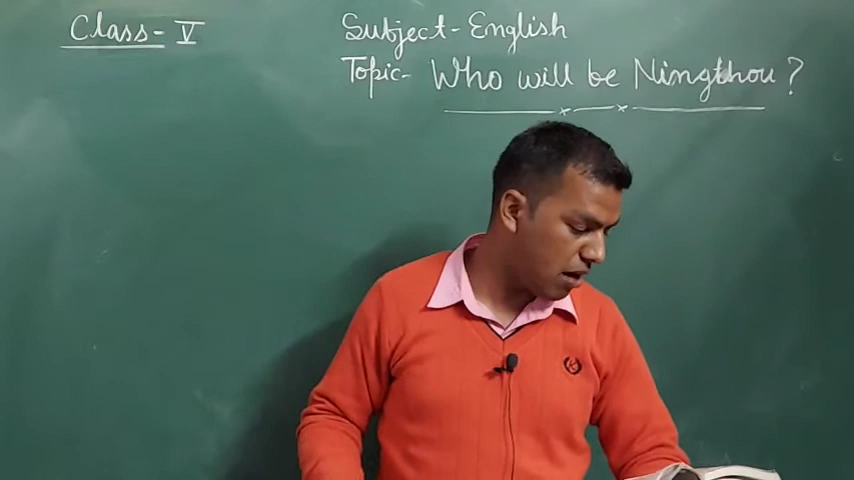 Class- V
Subject- English
Topic- Who will be Ningthou ?